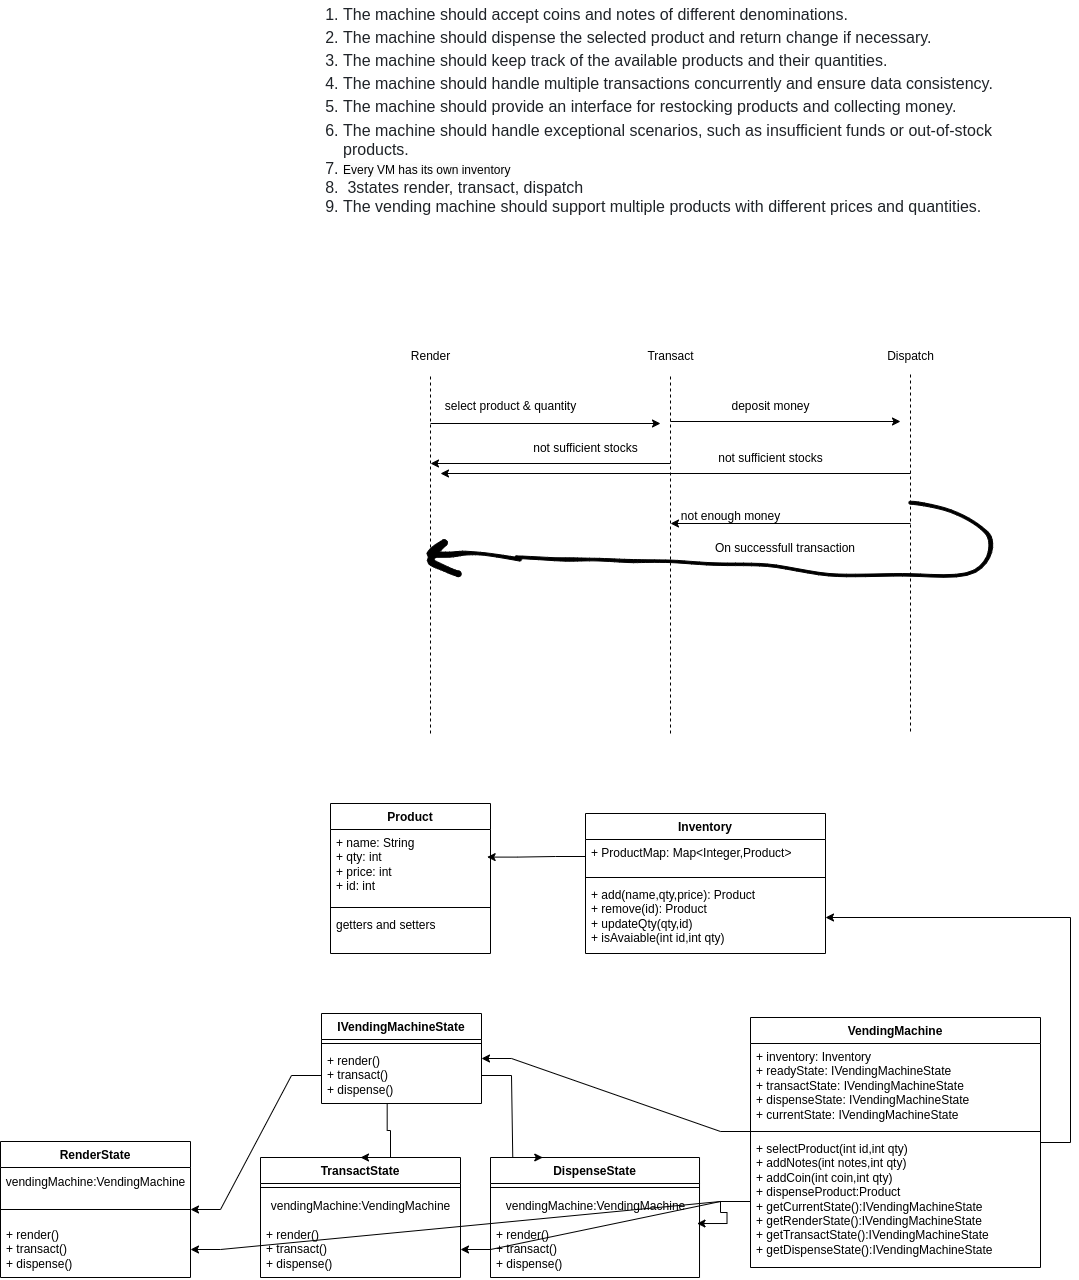 1. The machine should accept coins and notes of different denominations.
2. The machine should dispense the selected product and return change if necessary.
3. The machine should keep track of the available products and their quantities.
4. The machine should handle multiple transactions concurrently and ensure data consistency.
5. The machine should provide an interface for restocking products and collecting money.
6. The machine should handle exceptional scenarios, such as insufficient funds or out-of-stock
products.
7. Every VM has its own inventory
8. 3states render, transact, dispatch
9. The vending machine should support multiple products with different prices and quantities.
Render
Transact
Dispatch
select product & quantity
deposit money
not sufficient stocks
not sufficient stocks
not enough money
On successfull transaction
Product
+ name: String
+ qty: int
+ price: int
+ id: int
getters and setters
Inventory
+ ProductMap: Map<Integer,Product>
+ add(name,qty,price): Product
+ remove(id): Product
+ updateQty(qty,id)
+ isAvaiable(int id,int qty)
IVendingMachineState
+ render()
+ transact()
+ dispense()
VendingMachine
+ inventory: Inventory
+ readyState: IVendingMachineState
+ transactState: IVendingMachineState
+ dispenseState: IVendingMachineState
+ currentState: IVendingMachineState
+ selectProduct(int id,int qty)
+ addNotes(int notes,int qty)
+ addCoin(int coin,int qty)
+ dispenseProduct:Product
+ getCurrentState():IVendingMachineState
+ getRenderState():IVendingMachineState
+ getTransactState():IVendingMachineState
+ getDispenseState():IVendingMachineState
RenderState
vendingMachine:VendingMachine
+ render()
+ transact()
+ dispense()
TransactState
vendingMachine:VendingMachine
+ render()
+ transact()
+ dispense()
DispenseState
vendingMachine:VendingMachine
+ render()
+ transact()
+ dispense()